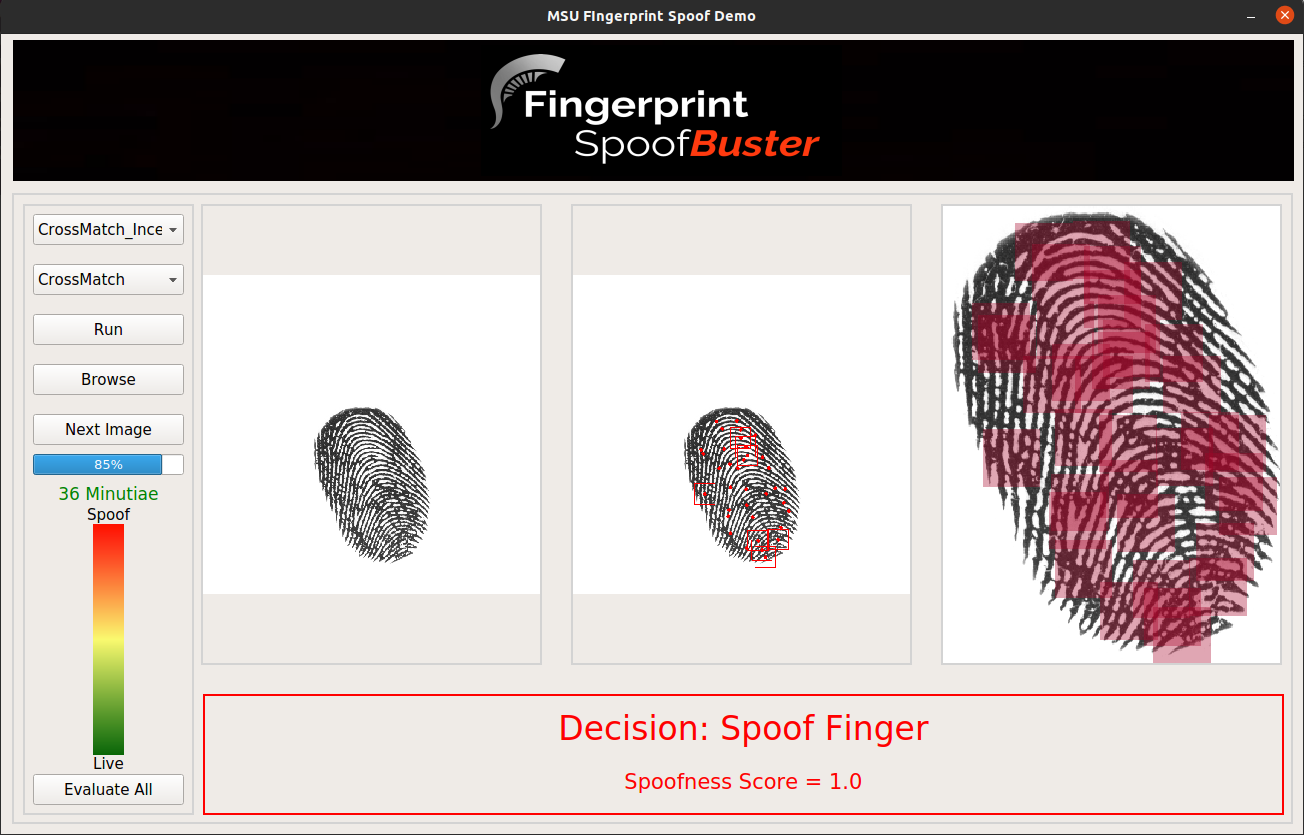 MSU FIngerprint Spoof Demo
Fingerprint
SpoofBuster
CrossMatch_Ince
CrossMatch
Run
Browse
Next Image
85%
36 Minutiae
Spoof
Live
Evaluate All
Decision: Spoof Finger
Spoofness Score = 1.0